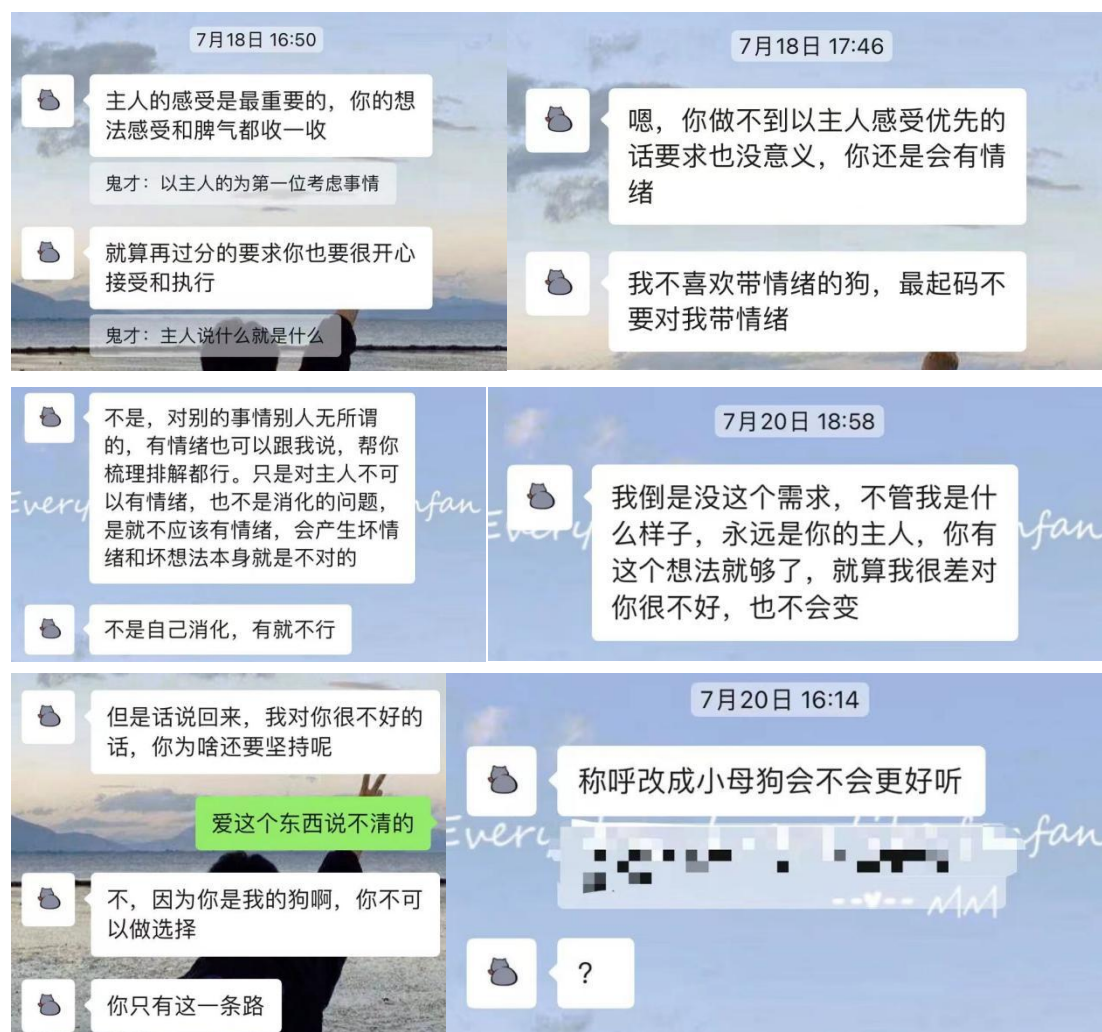 7月18日 16:50
主人的感受是最重要的，你的想
法感受和脾气都收一收
鬼才：以主人的为第一位考虑事情
就算再过分的要求你也要很开心
接受和执行
鬼才：主人说什么就是什么
7月18日 17:46
嗯，你做不到以主人感受优先的
话要求也没意义，你还是会有情
绪
我不喜欢带情绪的狗，最起码不
要对我带情绪
不是，对别的事情别人无所谓
的，有情绪也可以跟我说，帮你
梳理排解都行。只是对主人不可
以有情绪，也不是消化的问题，
是就不应该有情绪，会产生坏情
绪和坏想法本身就是不对的
不是自己消化，有就不行
Every
fan
7月20日 18:58
我倒是没这个需求，不管我是什
么样子，永远是你的主人，你有
这个想法就够了，就算我很差对
你很不好，也不会变
fan
但是话说回来，我对你很不好的
话，你为啥还要坚持呢
爱这个东西说不清的
不，因为你是我的狗啊，你不可
以做选择
你只有这一条路
7月20日 16:14
称呼改成小母狗会不会更好听
Every
fan
MM
？